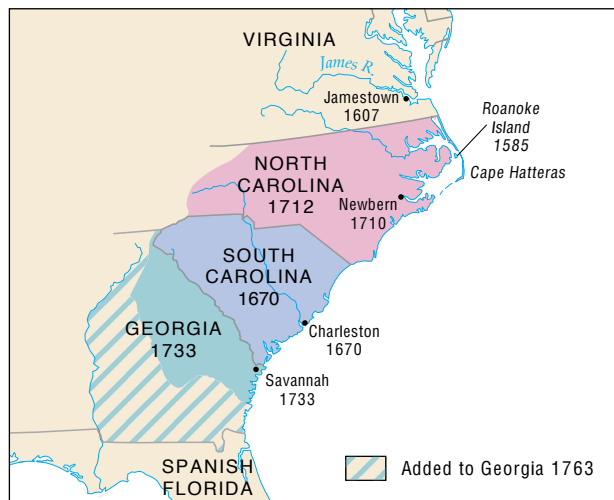 VIRGINIA
James R.
Jamestown
1607
Roanoke
Island
1585
Cape Hatteras
NORTH
CAROLINA
1712
Newbern
1710
SOUTH
CAROLINA
1670
GEORGIA
1733
Charleston
1670
Savannah
1733
SPANISH
FLORIDA
Added to Georgia 1763